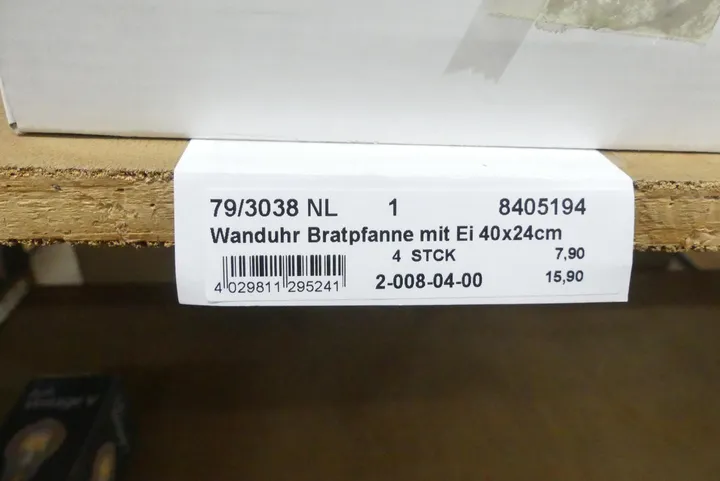 79/3038 NL 1 8405194
Wanduhr Bratpfanne mit Ei 40x24cm
4 STCK 7,90
4 029811 295241 2-008-04-00 15,90